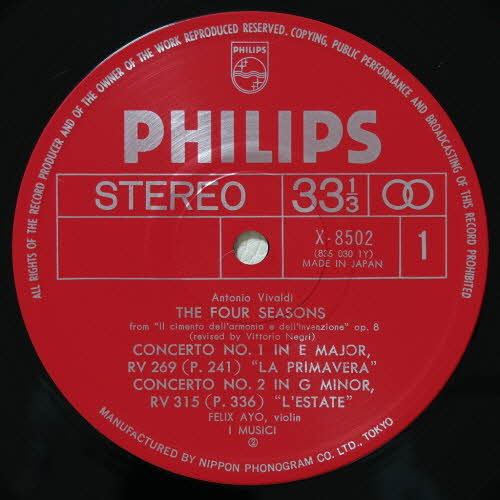 ALL RIGHTS OF THE RECORD PRODUCER AND OF THE OWNER OF THE WORK REPRODUCED RESERVED. COPYING, PUBLIC PERFORMANCE AND BROADCASTING OF THIS RECORD PROHIBITED
PHILIPS
PHILIPS
STEREO 33 1/3
X-8502
(835 030 1Y)
MADE IN JAPAN
1
Antonio Vivaldi
THE FOUR SEASONS
from "Il cimento dell'armonia e dell'invenzione" op. 8
(revised by Vittorio Negri)
CONCERTO NO. 1 IN E MAJOR,
RV 269 (P. 241) "LA PRIMAVERA"
CONCERTO NO. 2 IN G MINOR,
RV 315 (P. 336) "L'ESTATE"
FELIX AYO, violin
I MUSICI
②
MANUFACTURED BY NIPPON PHONOGRAM CO. LTD., TOKYO